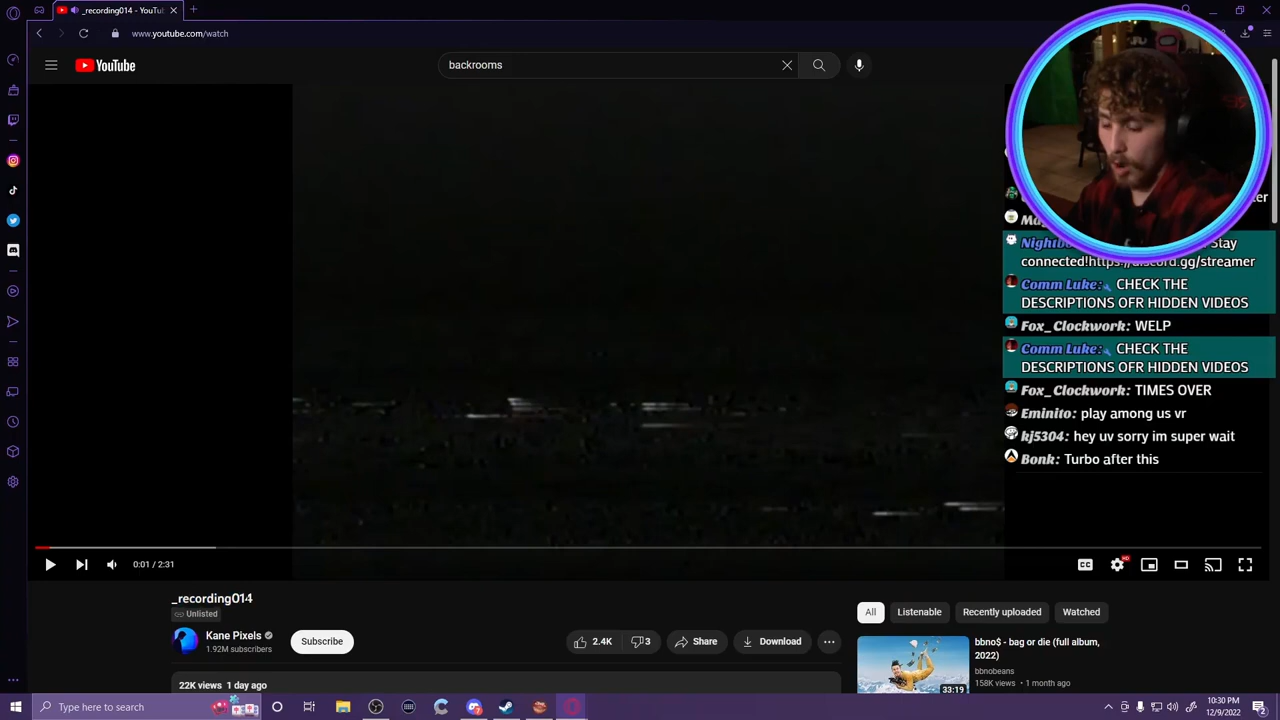 _recording014 - YouTu
www.youtube.com/watch
YouTube
backrooms
Stay
connected!https://discord.gg/streamer
Comm Luke: CHECK THE
DESCRIPTIONS OFR HIDDEN VIDEOS
Fox_Clockwork: WELP
Comm Luke: CHECK THE
DESCRIPTIONS OFR HIDDEN VIDEOS
Fox_Clockwork: TIMES OVER
Eminito: play among us vr
kj5304: hey uv sorry im super wait
Bonk: Turbo after this
0:01 / 2:31
CC
HD
_recording014
Unlisted
Kane Pixels
1.92M subscribers
Subscribe
2.4K
3
Share
Download
22K views 1 day ago
All
Listenable
Recently uploaded
Watched
bbno$ - bag or die (full album,
2022)
bbnobeans
158K views • 1 month ago
33:19
Type here to search
10:30 PM
12/9/2022
2